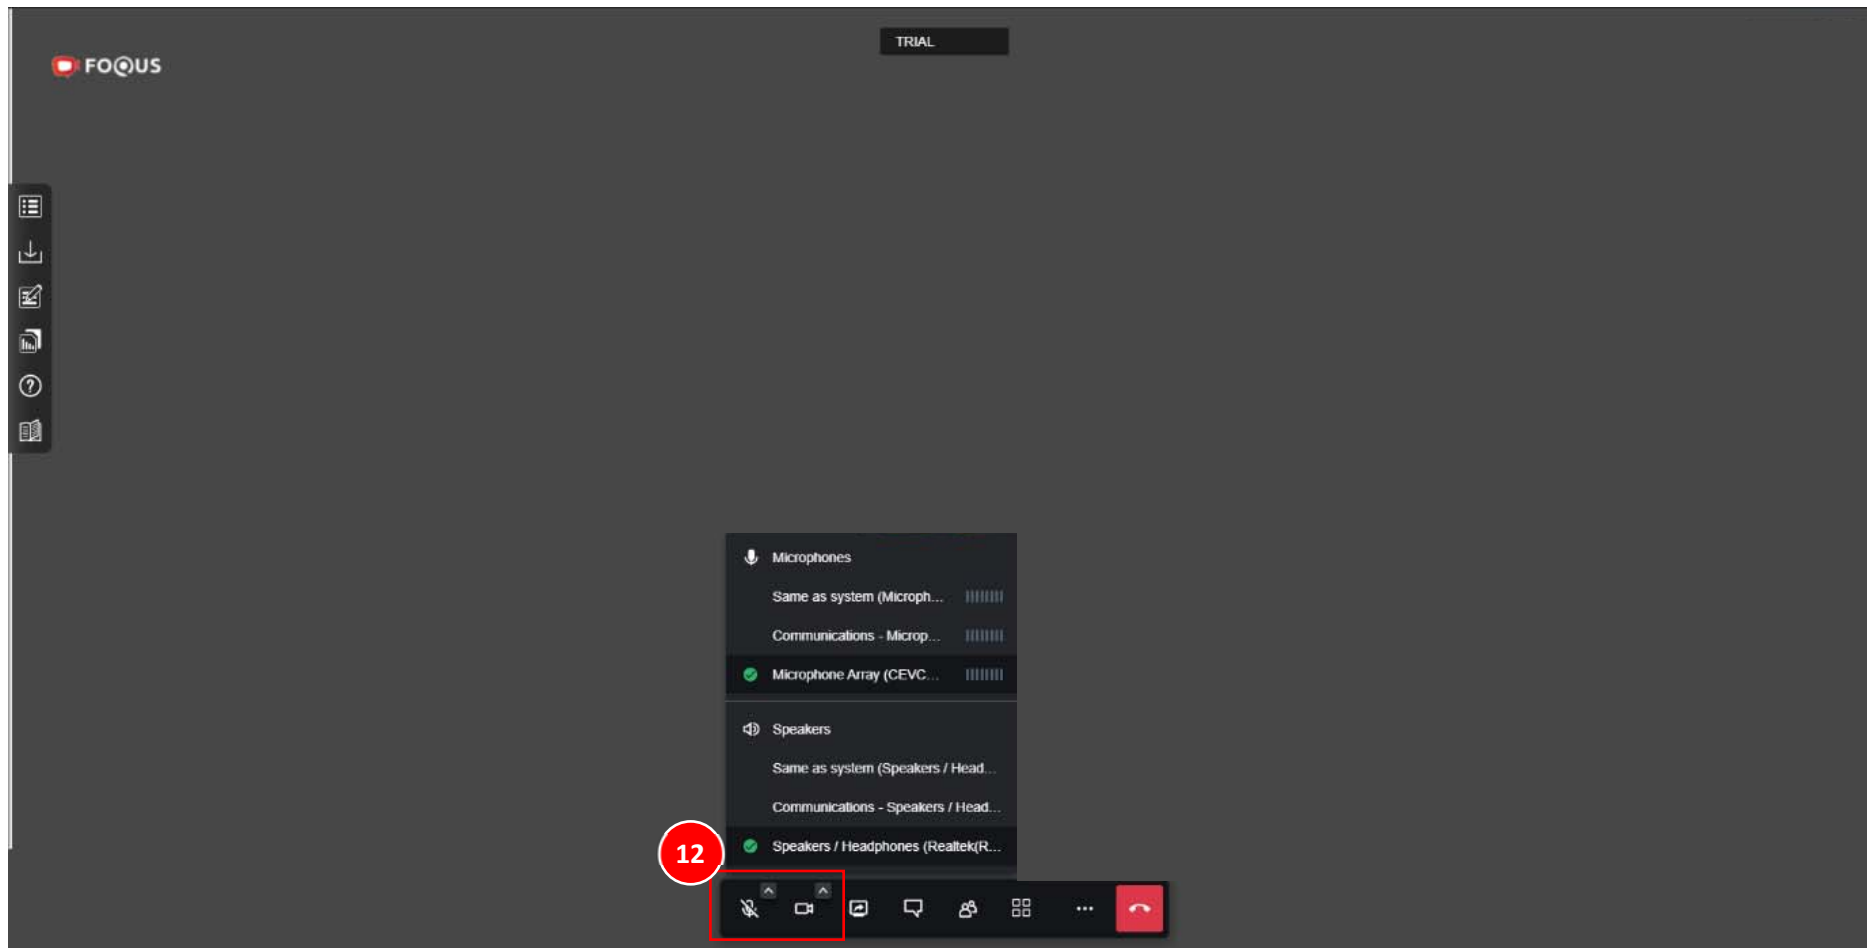 TRIAL
FOQUS
Microphones
Same as system (Microph...
Communications - Microp...
Microphone Array (CEVC...
Speakers
Same as system (Speakers / Head...
Communications - Speakers / Head...
Speakers / Headphones (Realtek(R...
12